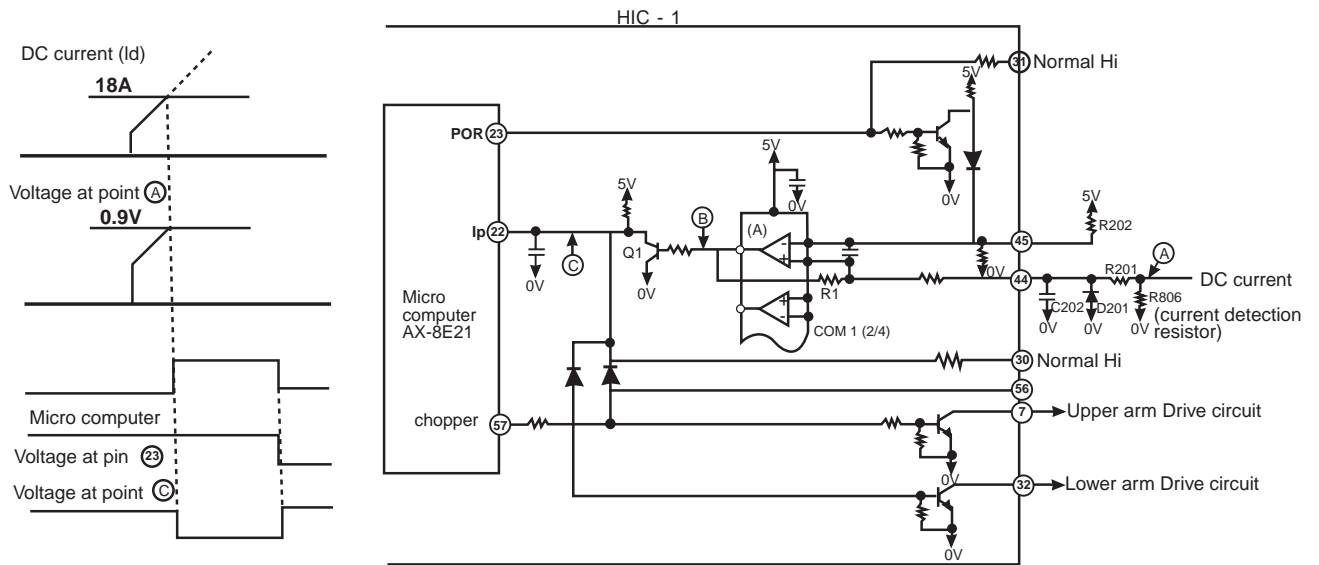 HIC - 1
DC current (Id)
18A
Voltage at point A
0.9V
Micro computer
Voltage at pin 23
Voltage at point C
POR 23
Ip 22
Micro
computer
AX-8E21
chopper 57
0V
C
5V
Q1
0V
B
5V
0V
(A)
-
+
R1
+
-
COM 1 (2/4)
5V
0V
31 Normal Hi
45
0V
44
5V
R202
A
R201
DC current
C202
D201
R806
0V
0V
0V
(current detection
resistor)
30 Normal Hi
56
7 Upper arm Drive circuit
0V
32 Lower arm Drive circuit
0V